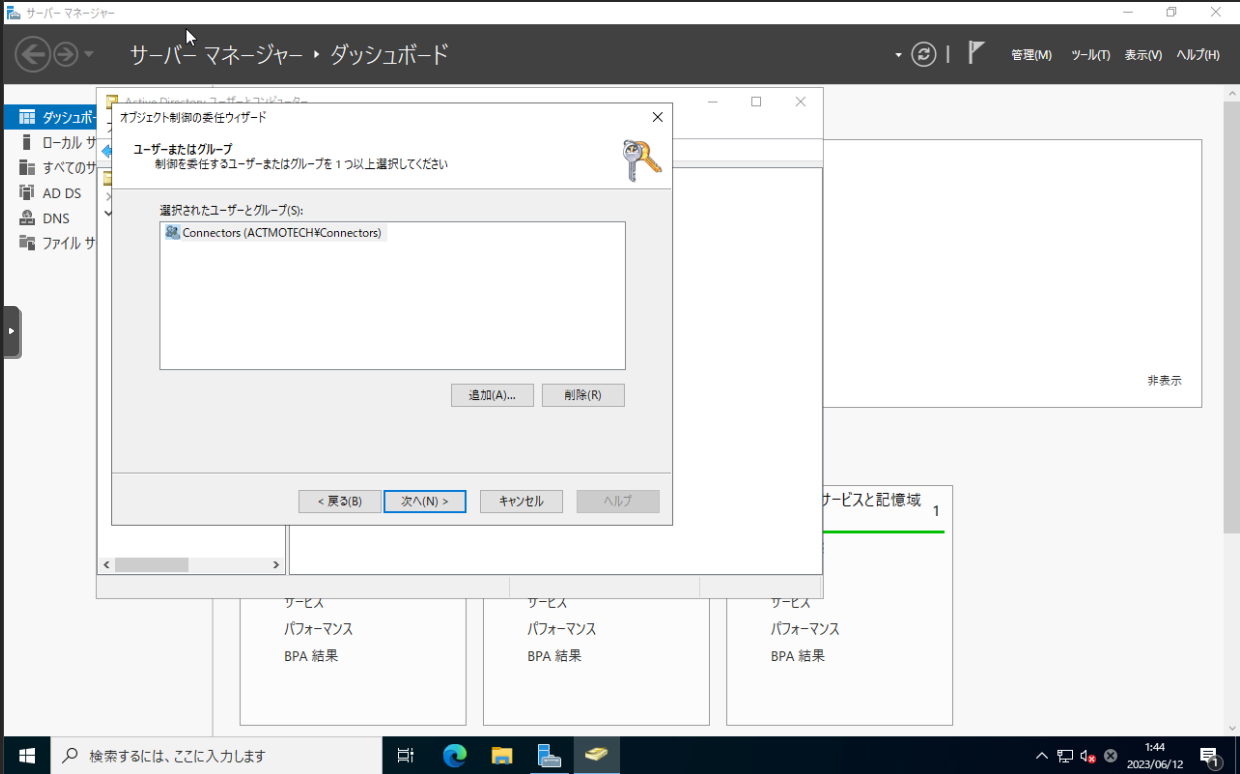 サーバー マネージャー
サーバー マネージャー ‣ ダッシュボード
管理(M)
ツール(T)
表示(V)
ヘルプ(H)
Active Directory ユーザーとコンピューター
オブジェクト制御の委任ウィザード
ユーザーまたはグループ
制御を委任するユーザーまたはグループを 1 つ以上選択してください
選択されたユーザーとグループ(S):
Connectors (ACTMOTECH¥Connectors)
追加(A)...
削除(R)
< 戻る(B)
次へ(N) >
キャンセル
ヘルプ
ダッシュボ
ローカル サ
すべてのサ
AD DS
DNS
ファイル サ
非表示
サービスと記憶域
1
サービス
パフォーマンス
BPA 結果
サービス
パフォーマンス
BPA 結果
サービス
パフォーマンス
BPA 結果
検索するには、ここに入力します
1:44
2023/06/12
1